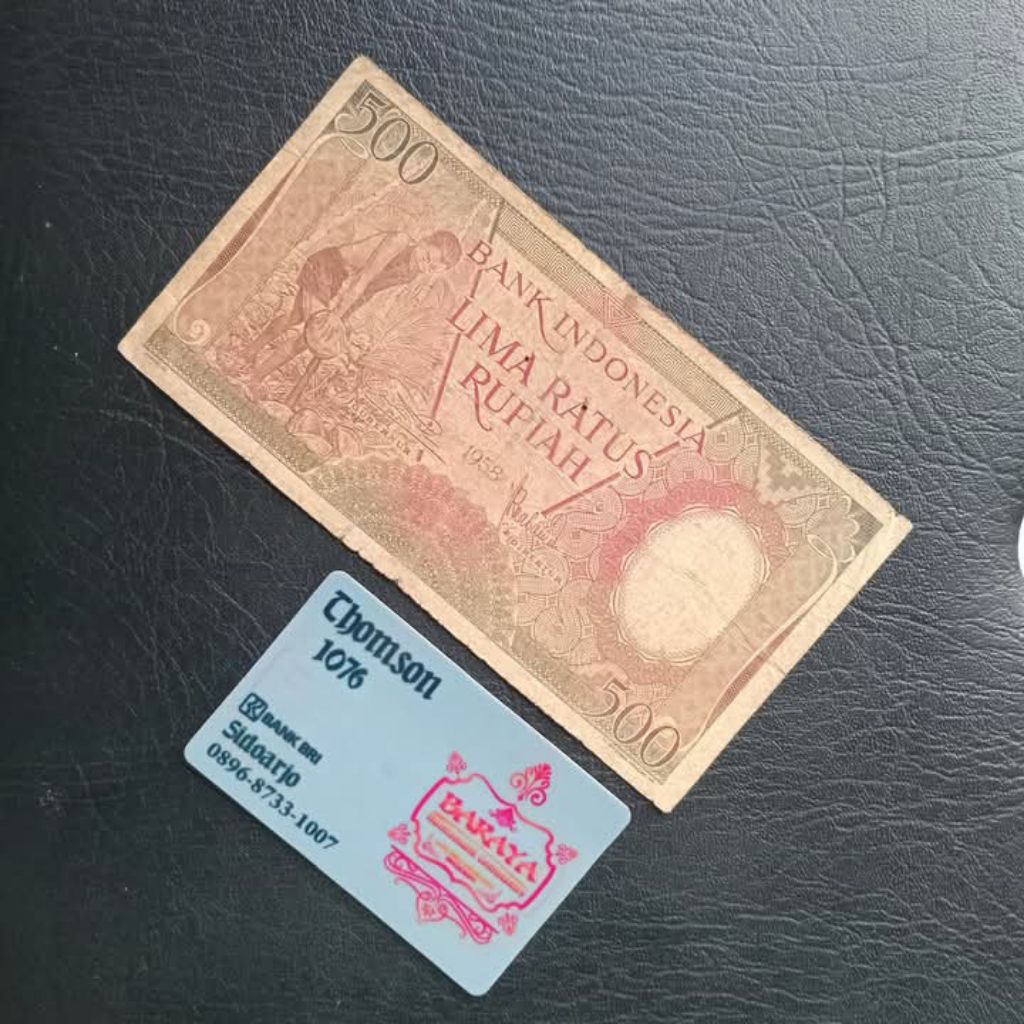 500
BANK INDONESIA
LIMA RATUS
RUPIAH
1958
500
Thomson
1076
BANK BRI
Sidoarjo
0896-8733-1007
BARAYA